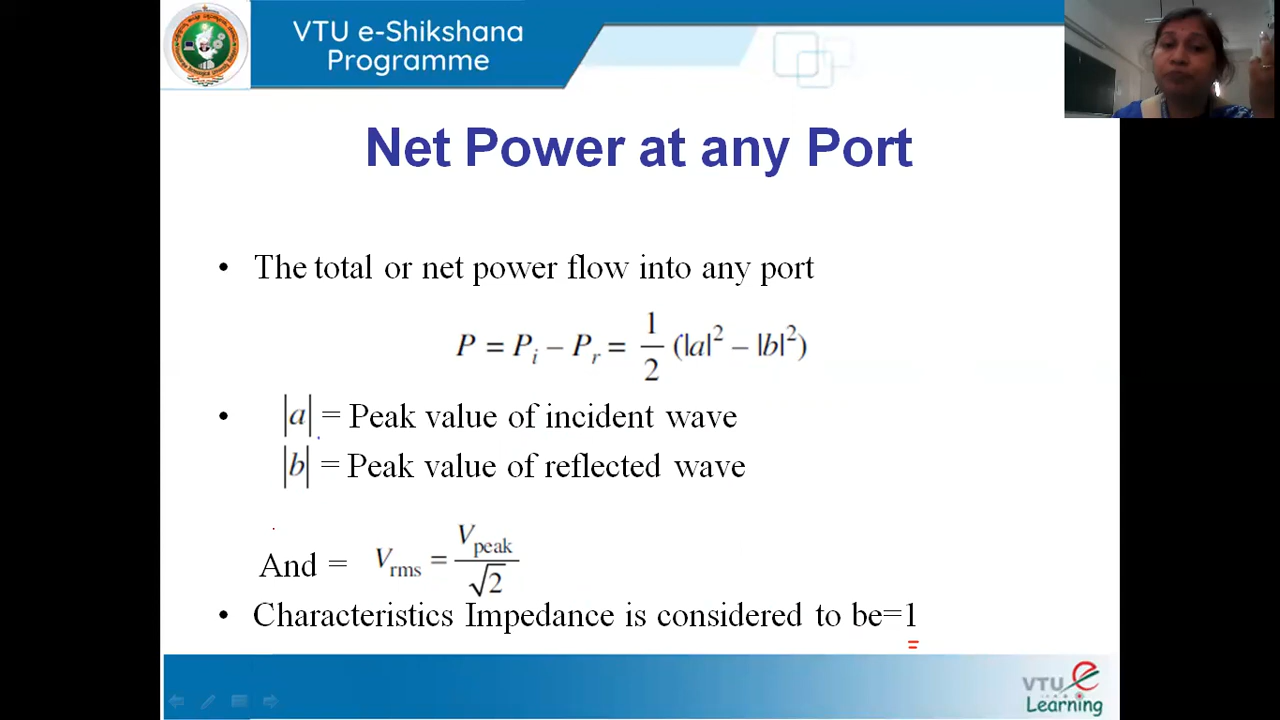 VTU e-Shikshana
Programme
Net Power at any Port
• The total or net power flow into any port
P = P_i – P_r = 1/2 (|a|² – |b|²)
• |a| = Peak value of incident wave
|b| = Peak value of reflected wave
And = V_rms = V_peak/√2
• Characteristics Impedance is considered to be=1
VTU e
Learning